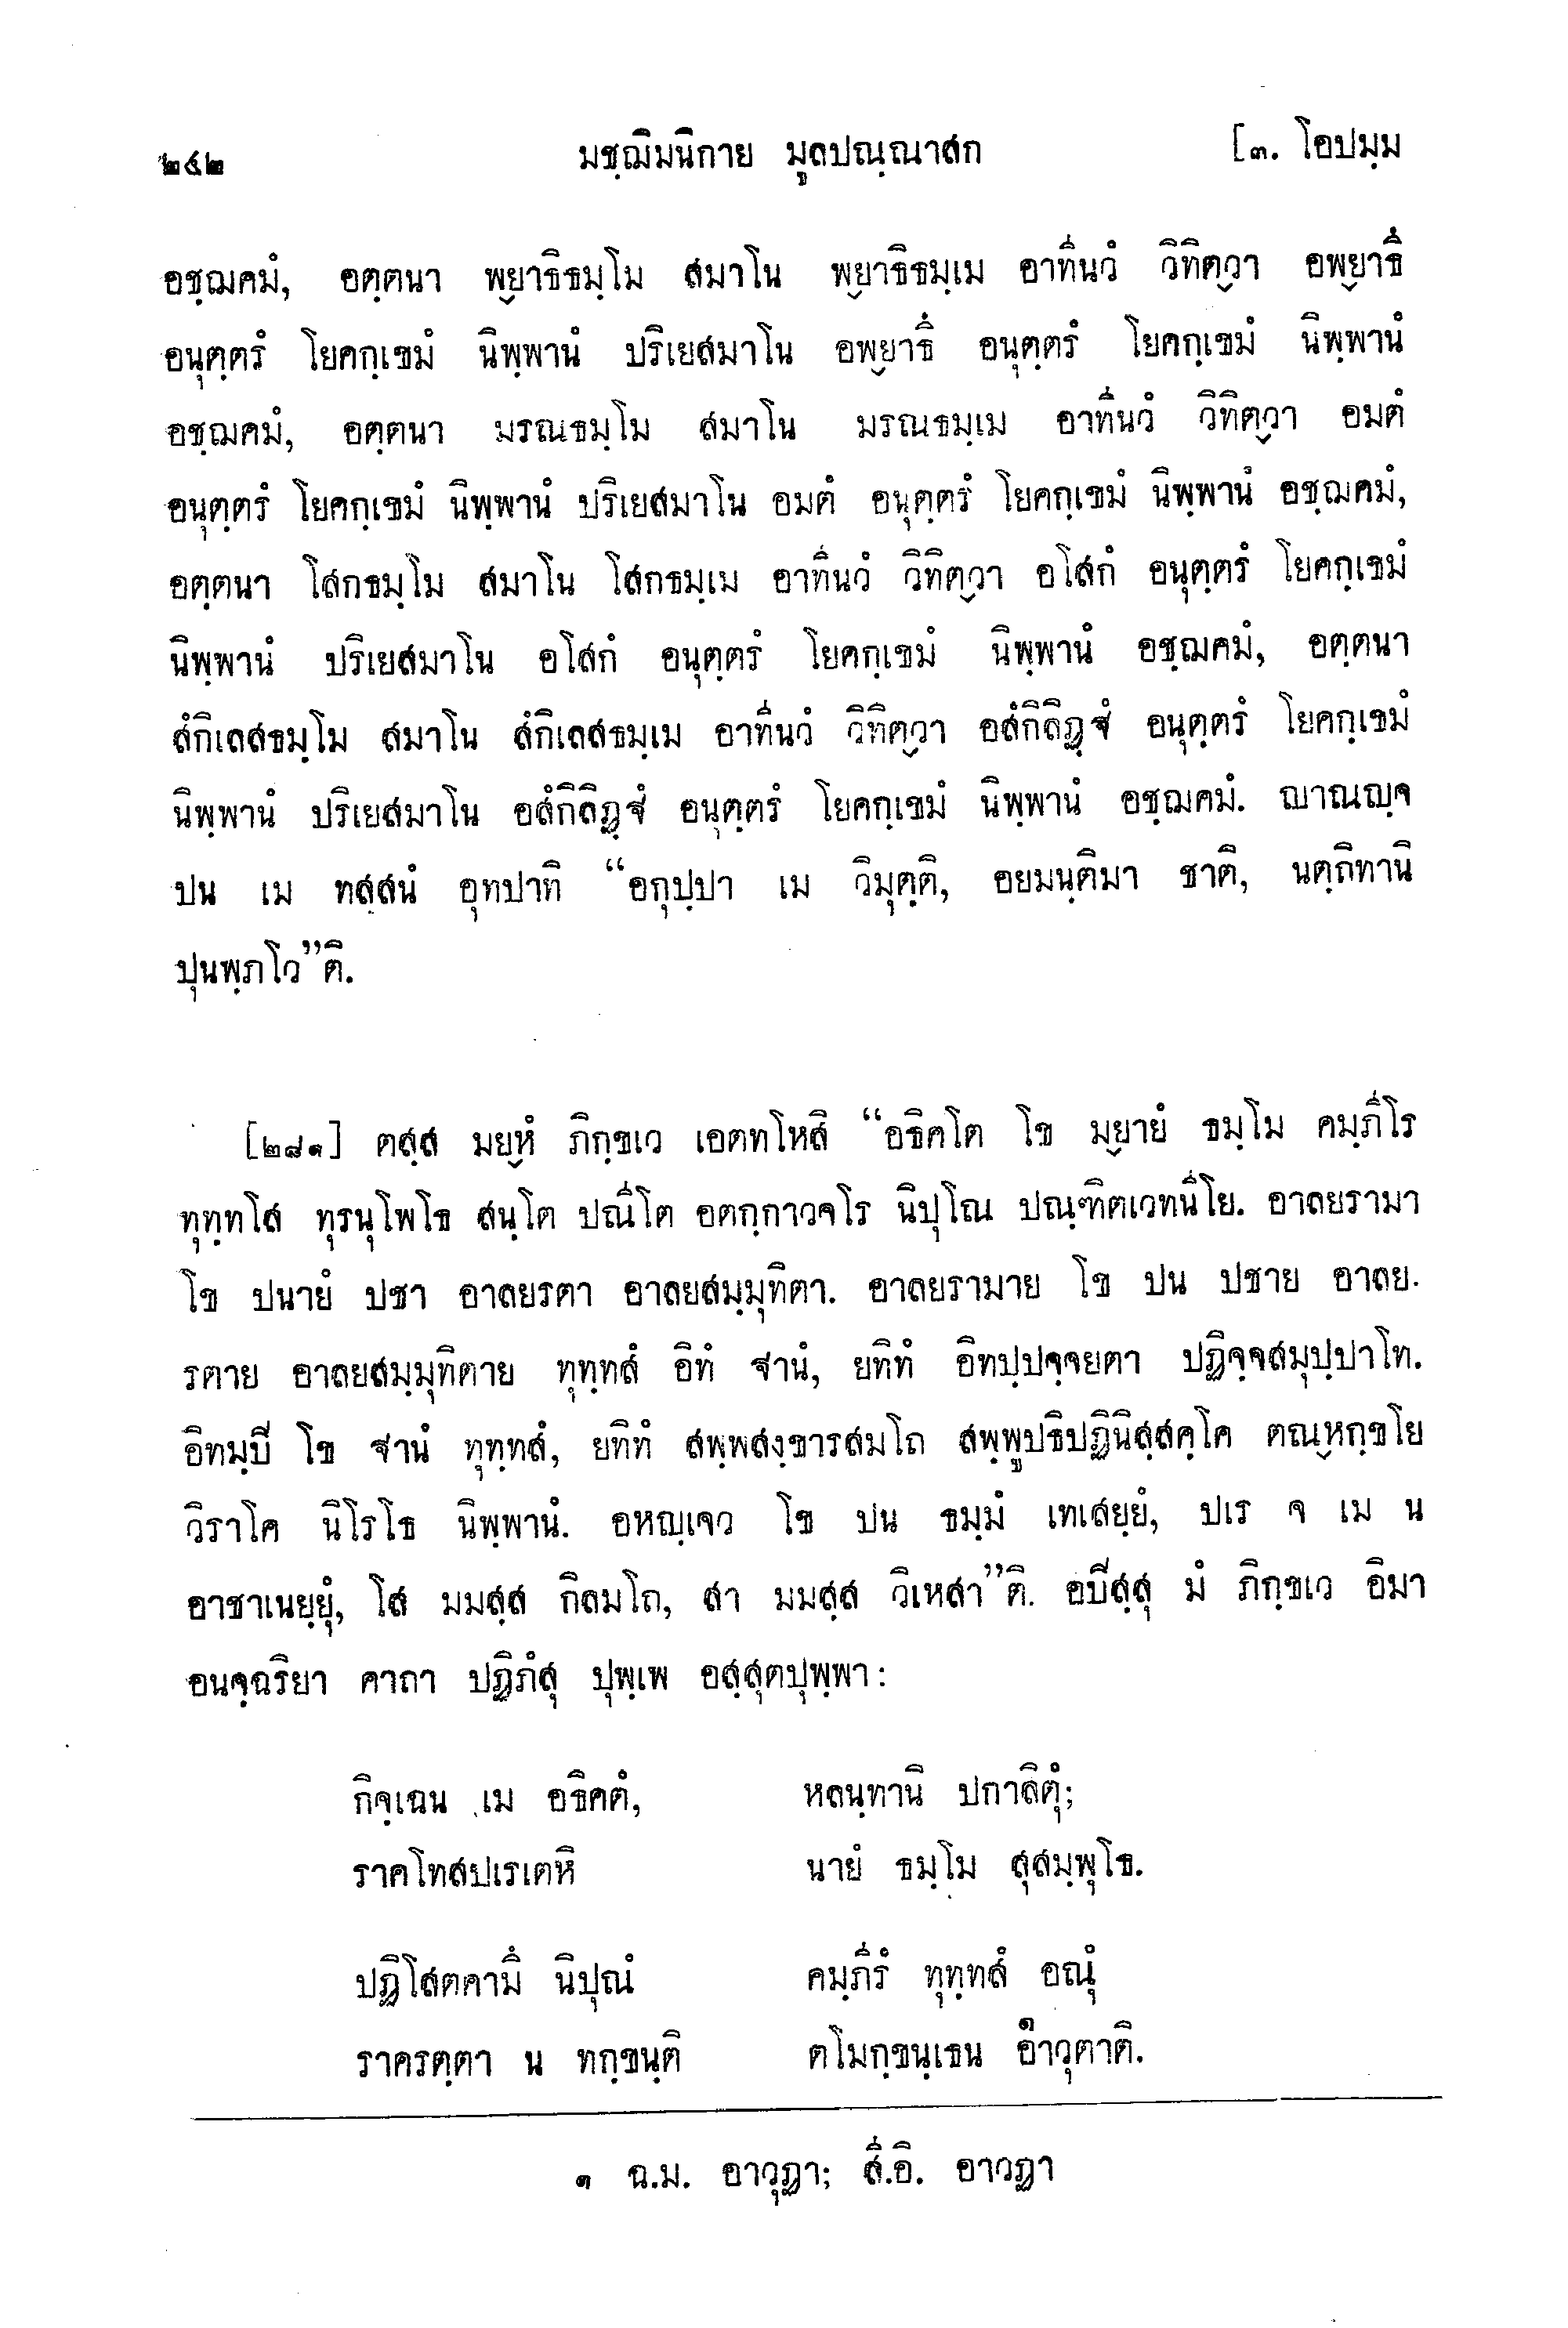 ๒๕๒ มชฺฌิมนิกาย มูลปณฺณาสก [๓. โอปมฺม
อชฺฌคมํ, อตฺตนา พฺยาธิธมฺโม สมาโน พฺยาธิธมฺเม อาทีนวํ วิทิตฺวา อพฺยาธึ
อนุตฺตรํ โยคกฺเขมํ นิพฺพานํ ปริเยสมาโน อพฺยาธึ อนุตฺตรํ โยคกฺเขมํ นิพฺพานํ
อชฺฌคมํ, อตฺตนา มรณธมฺโม สมาโน มรณธมฺเม อาทีนวํ วิทิตฺวา อมตํ
อนุตฺตรํ โยคกฺเขมํ นิพฺพานํ ปริเยสมาโน อมตํ อนุตฺตรํ โยคกฺเขมํ นิพฺพานํ อชฺฌคมํ,
อตฺตนา โสกธมฺโม สมาโน โสกธมฺเม อาทีนวํ วิทิตฺวา อโสกํ อนุตฺตรํ โยคกฺเขมํ
นิพฺพานํ ปริเยสมาโน อโสกํ อนุตฺตรํ โยคกฺเขมํ นิพฺพานํ อชฺฌคมํ, อตฺตนา
สํกิเลสธมฺโม สมาโน สํกิเลสธมฺเม อาทีนวํ วิทิตฺวา อสํกิลิฏฺฐํ อนุตฺตรํ โยคกฺเขมํ
นิพฺพานํ ปริเยสมาโน อสํกิลิฏฺฐํ อนุตฺตรํ โยคกฺเขมํ นิพฺพานํ อชฺฌคมํ. ญาณญฺจ
ปน เม ทสฺสนํ อุทปาทิ “อกุปฺปา เม วิมุตฺติ, อยมนฺติมา ชาติ, นตฺถิทานิ
ปุนพฺภโว”ติ.
[๒๘๑] ตสฺส มยฺหํ ภิกฺขเว เอตทโหสิ “อธิคโต โข มฺยายํ ธมฺโม คมฺภีโร
ทุทฺทโส ทุรนุโพโธ สนฺโต ปณีโต อตกฺกาวจโร นิปุโณ ปณฺฑิตเวทนีโย. อาลยรามา
โข ปนายํ ปชา อาลยรตา อาลยสมฺมุทิตา. อาลยรามาย โข ปน ปชาย อาลย-
รตาย อาลยสมฺมุทิตาย ทุทฺทสํ อิทํ ฐานํ, ยทิทํ อิทปฺปจฺจยตา ปฏิจฺจสมุปฺปาโท.
อิทมฺปิ โข ฐานํ ทุทฺทสํ, ยทิทํ สพฺพสงฺขารสมโถ สพฺพูปธิปฏินิสฺสคฺโค ตณฺหกฺขโย
วิราโค นิโรโธ นิพฺพานํ. อหญฺเจว โข ปน ธมฺมํ เทเสยฺยํ, ปเร จ เม น
อาชาเนยฺยุํ, โส มมสฺส กิลมโถ, สา มมสฺส วิเหสา”ติ. อปิสฺสุ มํ ภิกฺขเว อิมา
อนจฺฉริยา คาถา ปฏิภํสุ ปุพฺเพ อสฺสุตปุพฺพา:
กิจฺเฉน เม อธิคตํ, หลนฺทานิ ปกาสิตุํ;
ราคโทสปเรเตหิ นายํ ธมฺโม สุสมฺพุโธ.
ปฏิโสตคามึ นิปุณํ คมฺภีรํ ทุทฺทสํ อณุํ
ราครตฺตา น ทกฺขนฺติ ตโมกฺขนฺเธน อาวุตาติ.๑
๑ ฉ.ม. อาวุฏา; สี.อิ. อาวฏา